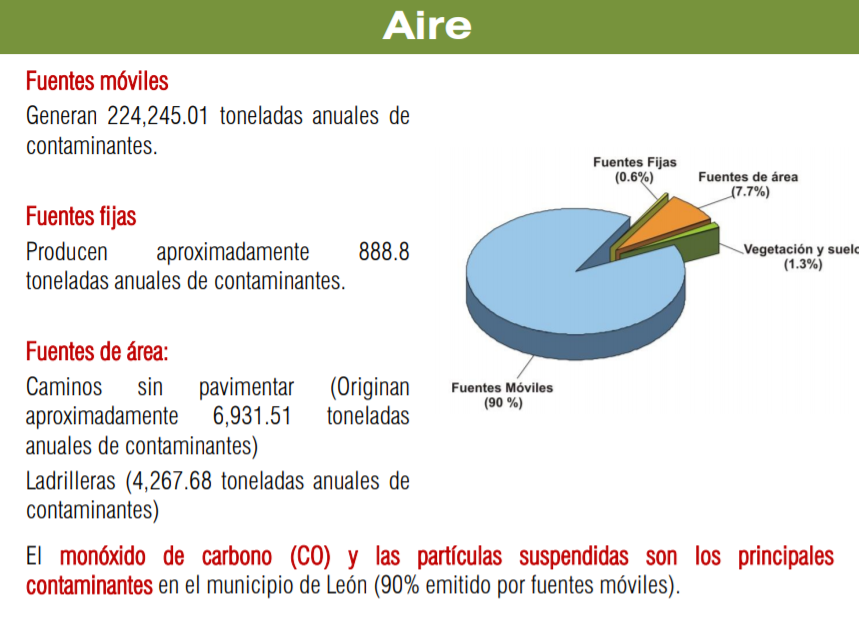 Aire
Fuentes móviles
Generan 224,245.01 toneladas anuales de
contaminantes.
Fuentes fijas
Producen aproximadamente 888.8
toneladas anuales de contaminantes.
Fuentes de área:
Caminos sin pavimentar (Originan
aproximadamente 6,931.51 toneladas
anuales de contaminantes)
Ladrilleras (4,267.68 toneladas anuales de
contaminantes)
Fuentes Fijas
(0.6%)
Fuentes de área
(7.7%)
Vegetación y suelo
(1.3%)
Fuentes Móviles
(90 %)
El monóxido de carbono (CO) y las partículas suspendidas son los principales
contaminantes en el municipio de León (90% emitido por fuentes móviles).